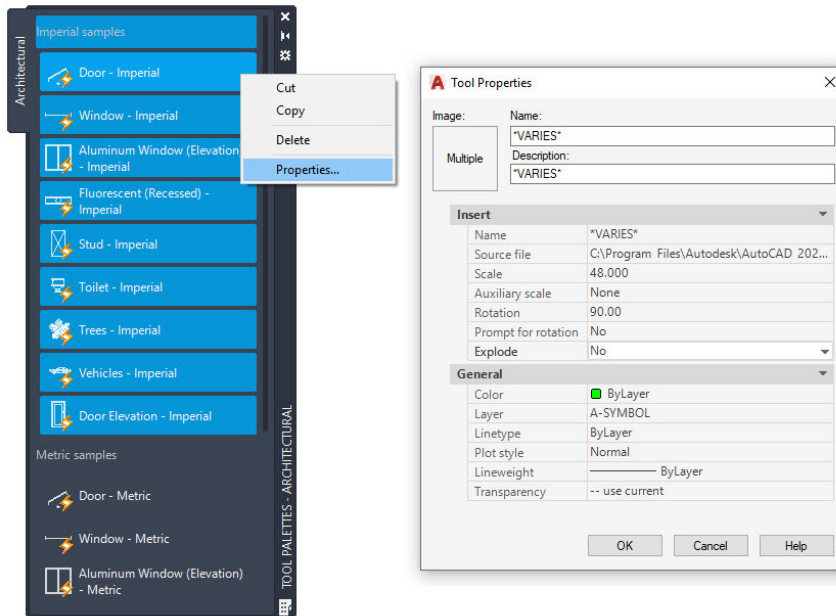 Architectural
Imperial samples
Door - Imperial
Window - Imperial
Aluminum Window (Elevation)
- Imperial
Fluorescent (Recessed) -
Imperial
Stud - Imperial
Toilet - Imperial
Trees - Imperial
Vehicles - Imperial
Door Elevation - Imperial
Metric samples
Door - Metric
Window - Metric
Aluminum Window (Elevation)
- Metric
TOOL PALETTES - ARCHITECTURAL
Cut
Copy
Delete
Properties...
A Tool Properties
Image:
Multiple
Name:
*VARIES*
Description:
*VARIES*
Insert
Name *VARIES*
Source file C:\Program Files\Autodesk\AutoCAD 202...
Scale 48.000
Auxiliary scale None
Rotation 90.00
Prompt for rotation No
Explode No
General
Color ByLayer
Layer A-SYMBOL
Linetype ByLayer
Plot style Normal
Lineweight ByLayer
Transparency -- use current
OK Cancel Help